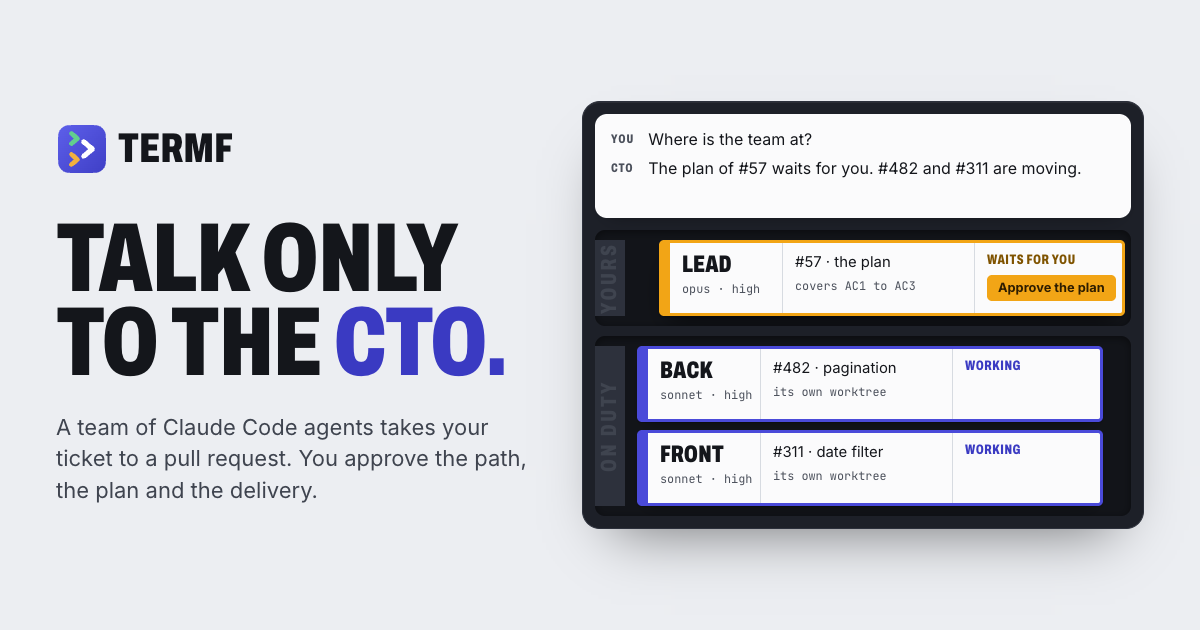 TERMF
TALK ONLY
TO THE CTO.
A team of Claude Code agents takes your
ticket to a pull request. You approve the path,
the plan and the delivery.
YOU Where is the team at?
CTO The plan of #57 waits for you. #482 and #311 are moving.
YOURS
LEAD
opus · high
#57 · the plan
covers AC1 to AC3
WAITS FOR YOU
Approve the plan
ON DUTY
BACK
sonnet · high
#482 · pagination
its own worktree
WORKING
FRONT
sonnet · high
#311 · date filter
its own worktree
WORKING